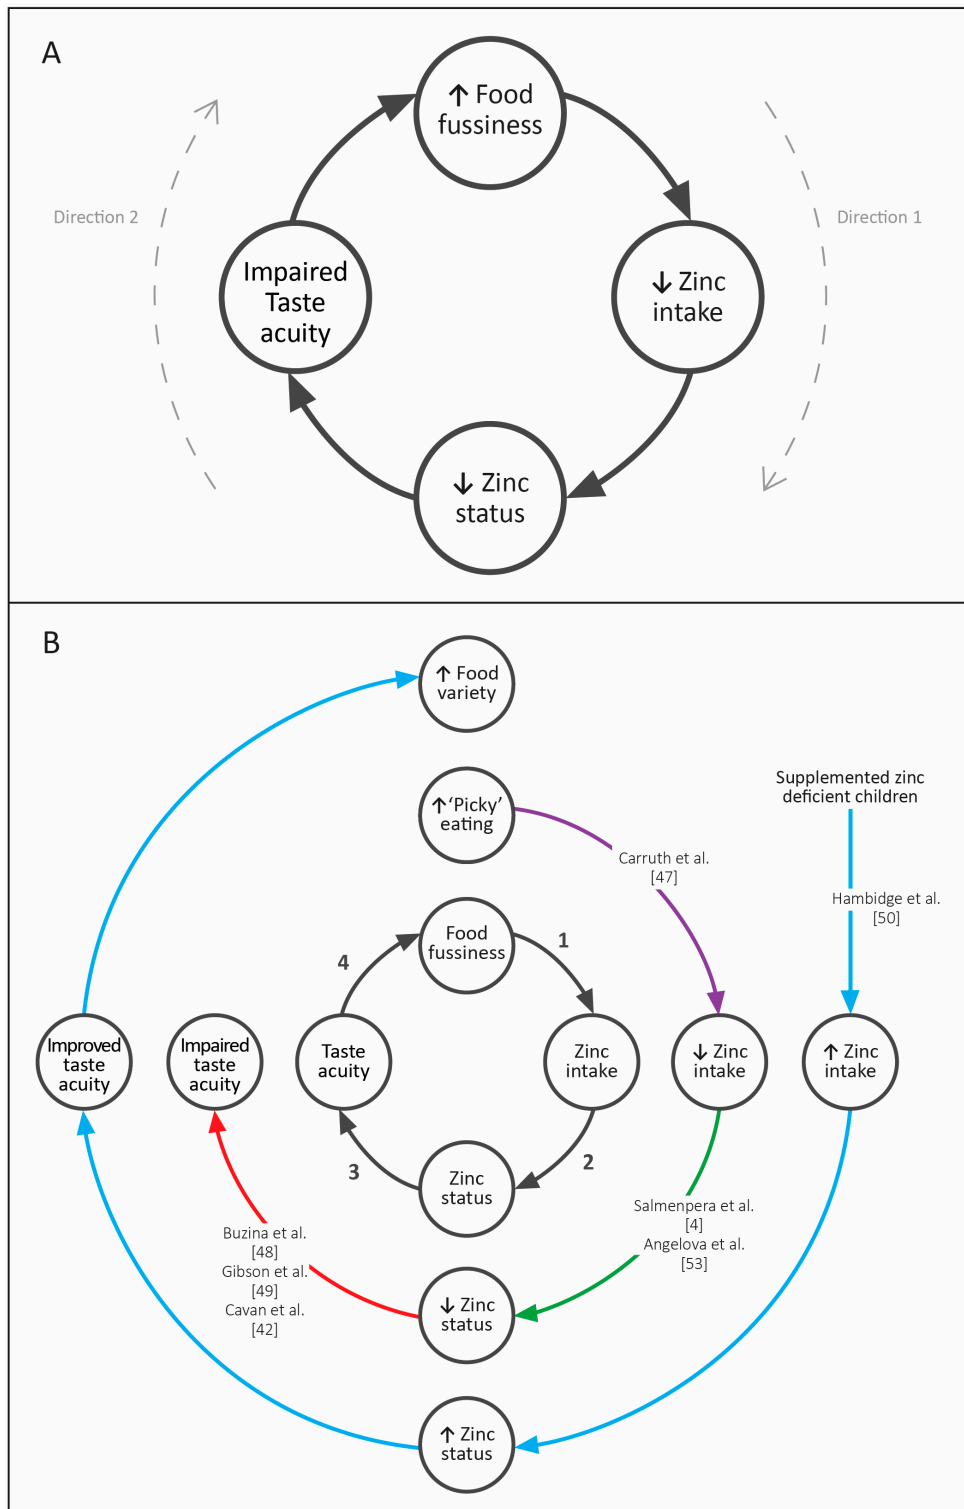 A
↑ Food
fussiness
Direction 2
Direction 1
Impaired
Taste
acuity
↓ Zinc
intake
↓ Zinc
status
B
↑ Food
variety
↑ 'Picky'
eating
Supplemented zinc
deficient children
Carruth et al.
[47]
Hambidge et al.
[50]
Food
fussiness
1
4
Improved
taste
acuity
Impaired
taste
acuity
Taste
acuity
Zinc
intake
↓ Zinc
intake
↑ Zinc
intake
3
2
Zinc
status
Salmenpera et al.
[4]
Angelova et al.
[53]
Buzina et al.
[48]
Gibson et al.
[49]
Cavan et al.
[42]
↓ Zinc
status
↑ Zinc
status